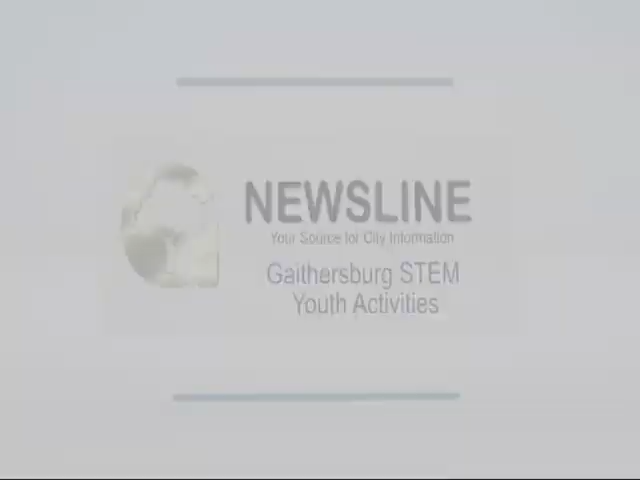 NEWSLINE
Your Source for City Information
Gaithersburg STEM
Youth Activities